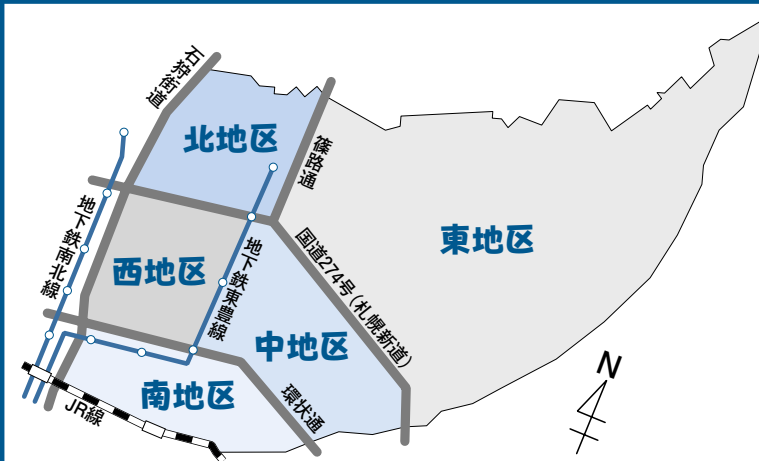 石狩街道
北地区
篠路通
地下鉄南北線
西地区
地下鉄東豊線
国道274号(札幌新道)
東地区
中地区
南地区
環状通
JR線
N